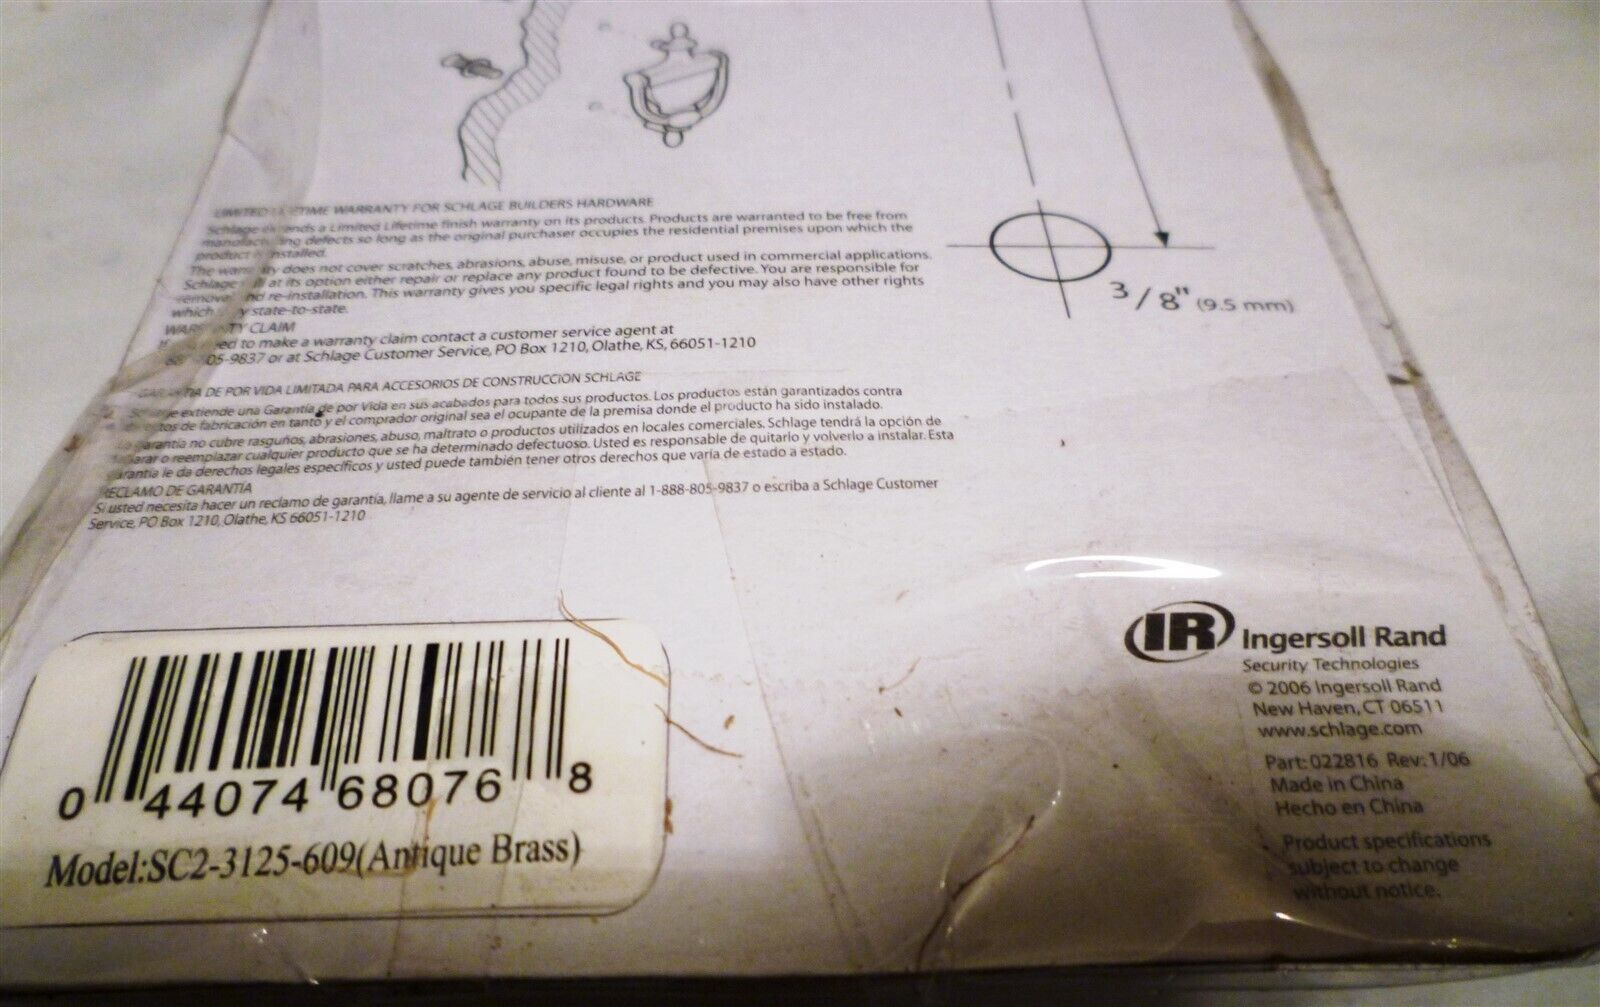 LIMITED WARRANTY FOR SCHLAGE BUILDERS HARDWARE
Schlage a Limited Lifetime finish warranty on its products. Products are warranted to be free from
defects so long as the original purchaser occupies the residential premises upon which the
product installed.
The does not cover scratches, abrasions, abuse, misuse, or product used in commercial applications.
Schlage at its option either repair or replace any product found to be defective. You are responsible for
re-installation. This warranty gives you specific legal rights and you may also have other rights
which state-to-state.
CLAIM
to make a warranty claim contact a customer service agent at
05-9837 or at Schlage Customer Service, PO Box 1210, Olathe, KS, 66051-1210
DE POR VIDA LIMITADA PARA ACCESORIOS DE CONSTRUCCION SCHLAGE
extiende una Garantía de por Vida en sus acabados para todos sus productos. Los productos están garantizados contra
de fabricación en tanto y el comprador original sea el ocupante de la premisa donde el producto ha sido instalado.
garantía no cubre rasguños, abrasiones, abuso, maltrato o productos utilizados en locales comerciales. Schlage tendrá la opción de
o reemplazar cualquier producto que se ha determinado defectuoso. Usted es responsable de quitarlo y volverlo a instalar. Esta
le da derechos legales específicos y usted puede también tener otros derechos que varía de estado a estado.
RECLAMO DE GARANTÍA
Si usted necesita hacer un reclamo de garantía, llame a su agente de servicio al cliente al 1-888-805-9837 o escriba a Schlage Customer
Service, PO Box 1210, Olathe, KS 66051-1210
3/8" (9.5 mm)
0 44074 68076 8
Model:SC2-3125-609(Antique Brass)
IR Ingersoll Rand
Security Technologies
© 2006 Ingersoll Rand
New Haven, CT 06511
www.schlage.com
Part: 022816 Rev: 1/06
Made in China
Hecho en China
Product specifications
subject to change
without notice.